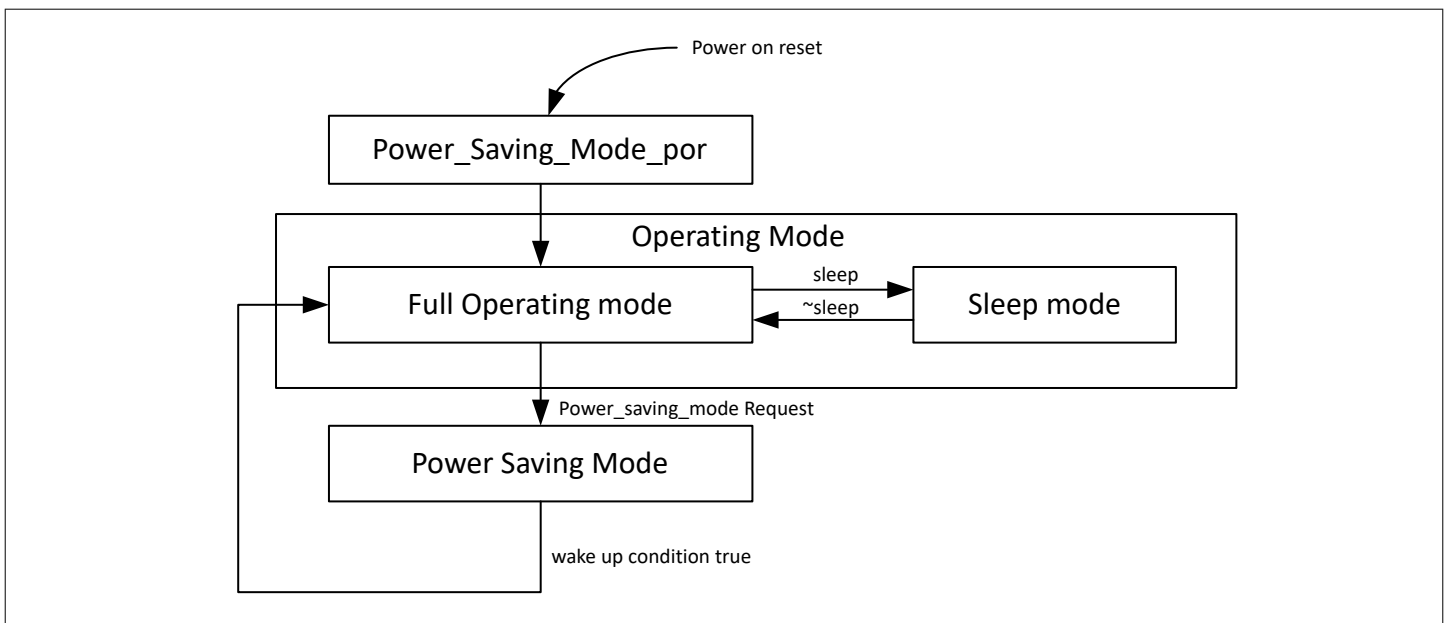 Power on reset
Power_Saving_Mode_por
Operating Mode
Full Operating mode
sleep
~sleep
Sleep mode
Power_saving_mode Request
Power Saving Mode
wake up condition true